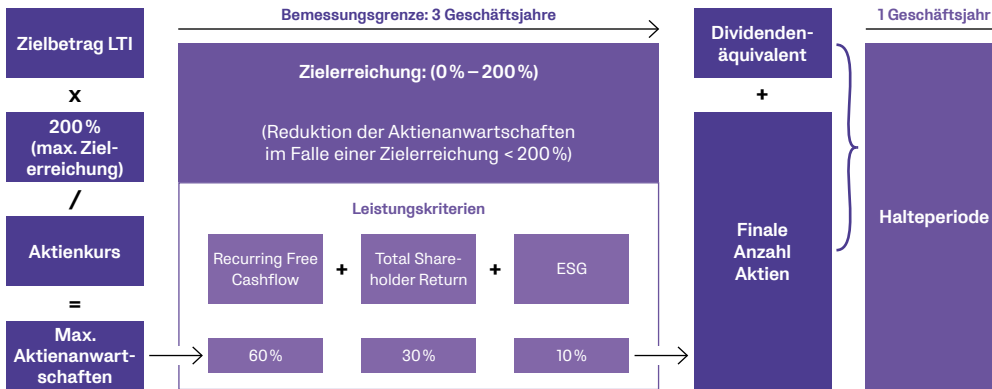 Zielbetrag LTI
x
200 %
(max. Ziel-
erreichung)
/
Aktienkurs
=
Max.
Aktienanwart-
schaften
Bemessungsgrenze: 3 Geschäftsjahre
Zielerreichung: (0 % – 200 %)
(Reduktion der Aktienanwartschaften
im Falle einer Zielerreichung < 200 %)
Leistungskriterien
Recurring Free
Cashflow
+
Total Share-
holder Return
+
ESG
60 %
30 %
10 %
Dividenden-
äquivalent
+
Finale
Anzahl
Aktien
1 Geschäftsjahr
Halteperiode